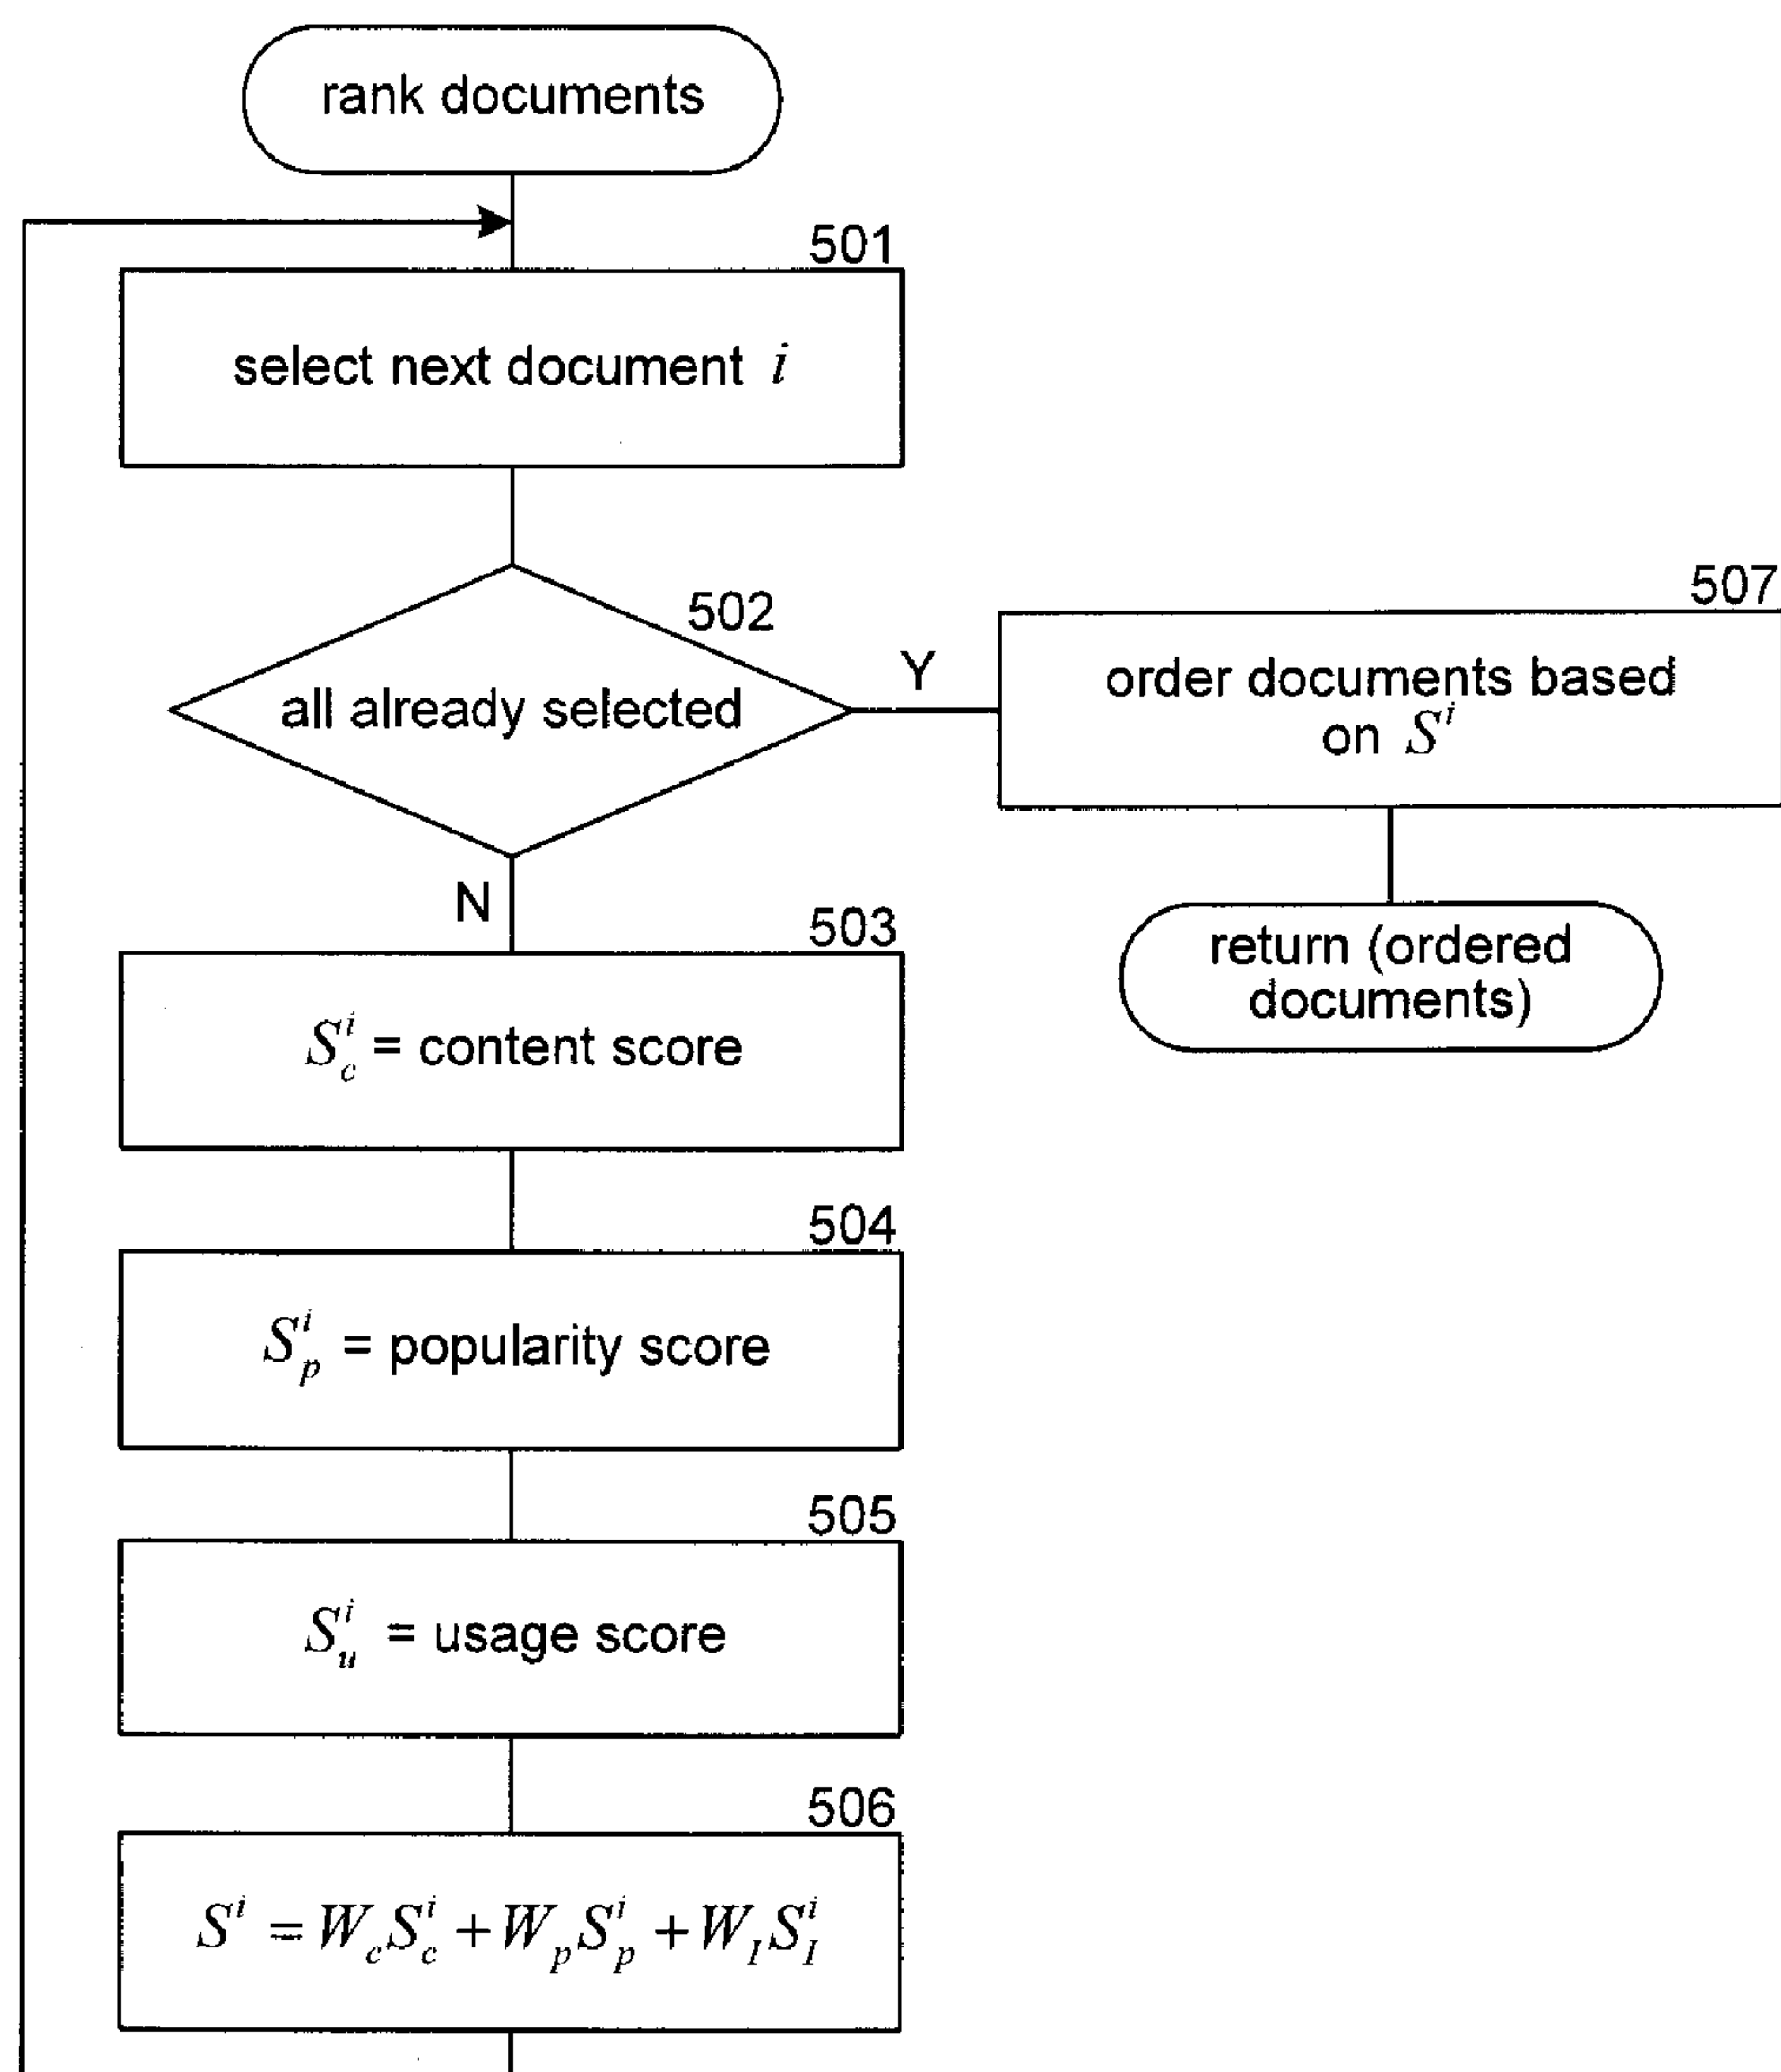 rank documents
501
select next document i
502
all already selected
Y
N
507
order documents based
on S^i
return (ordered
documents)
503
S_c^i = content score
504
S_p^i = popularity score
505
S_u^i = usage score
506
S^i = W_c S_c^i + W_p S_p^i + W_I S_I^i